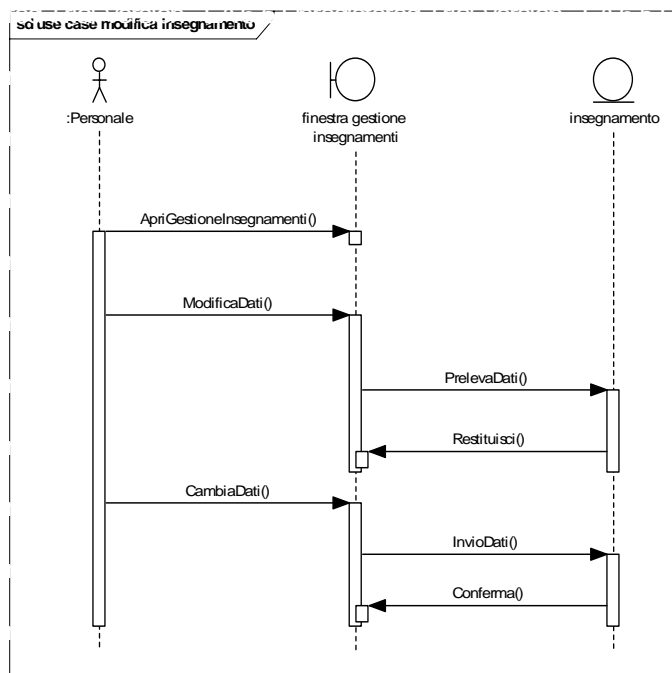 sd use case modifica insegnamento
:Personale
finestra gestione
insegnamenti
insegnamento
ApriGestioneInsegnamenti()
ModificaDati()
PrelevaDati()
Restituisci()
CambiaDati()
InvioDati()
Conferma()